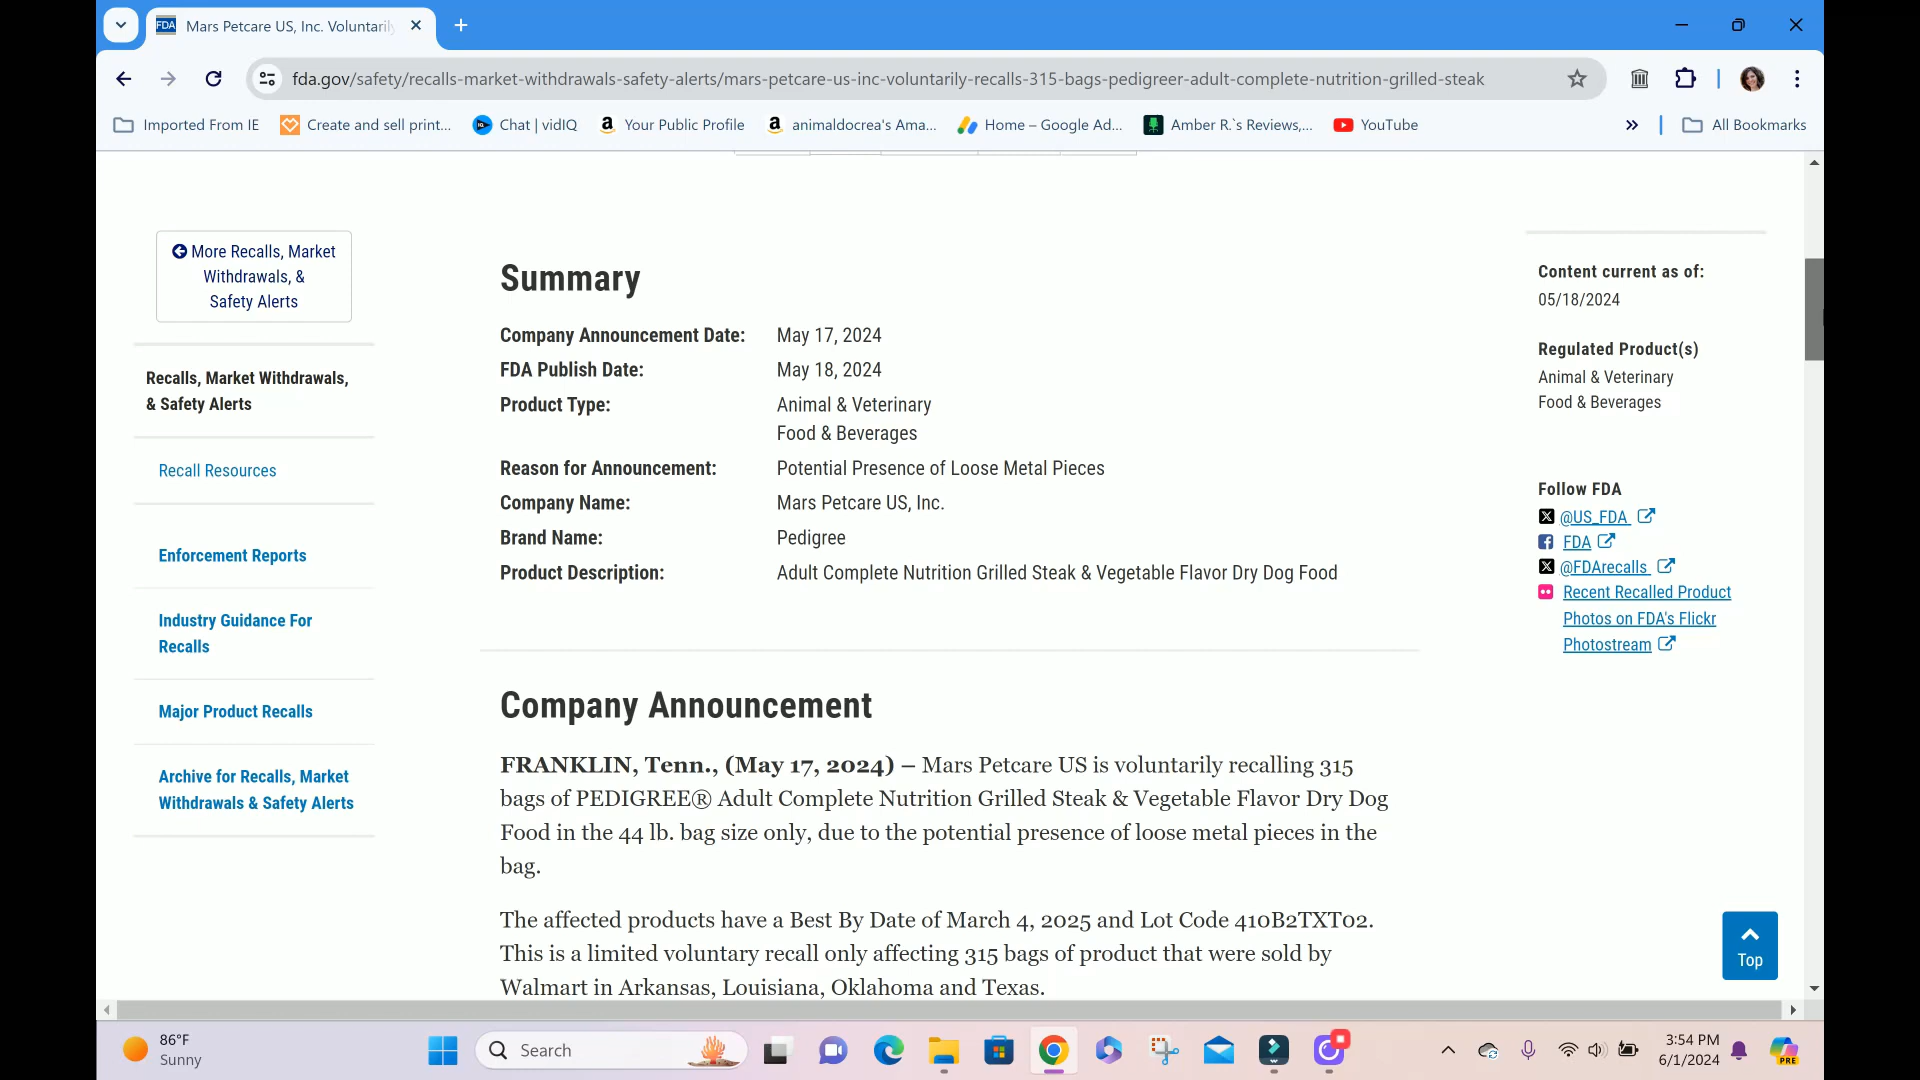 FDA Mars Petcare US, Inc. Voluntaril
fda.gov/safety/recalls-market-withdrawals-safety-alerts/mars-petcare-us-inc-voluntarily-recalls-315-bags-pedigreer-adult-complete-nutrition-grilled-steak
Imported From IE Create and sell print... Chat | vidIQ Your Public Profile animaldocrea's Ama... Home – Google Ad... Amber R.`s Reviews,... YouTube » All Bookmarks
More Recalls, Market
Withdrawals, &
Safety Alerts
Recalls, Market Withdrawals,
& Safety Alerts
Recall Resources
Enforcement Reports
Industry Guidance For
Recalls
Major Product Recalls
Archive for Recalls, Market
Withdrawals & Safety Alerts
Summary
Company Announcement Date: May 17, 2024
FDA Publish Date: May 18, 2024
Product Type: Animal & Veterinary
Food & Beverages
Reason for Announcement: Potential Presence of Loose Metal Pieces
Company Name: Mars Petcare US, Inc.
Brand Name: Pedigree
Product Description: Adult Complete Nutrition Grilled Steak & Vegetable Flavor Dry Dog Food
Company Announcement
FRANKLIN, Tenn., (May 17, 2024) – Mars Petcare US is voluntarily recalling 315
bags of PEDIGREE® Adult Complete Nutrition Grilled Steak & Vegetable Flavor Dry Dog
Food in the 44 lb. bag size only, due to the potential presence of loose metal pieces in the
bag.
The affected products have a Best By Date of March 4, 2025 and Lot Code 410B2TXT02.
This is a limited voluntary recall only affecting 315 bags of product that were sold by
Walmart in Arkansas, Louisiana, Oklahoma and Texas.
Content current as of:
05/18/2024
Regulated Product(s)
Animal & Veterinary
Food & Beverages
Follow FDA
@US_FDA
FDA
@FDArecalls
Recent Recalled Product
Photos on FDA's Flickr
Photostream
Top
86°F
Sunny
Search
3:54 PM
6/1/2024
PRE